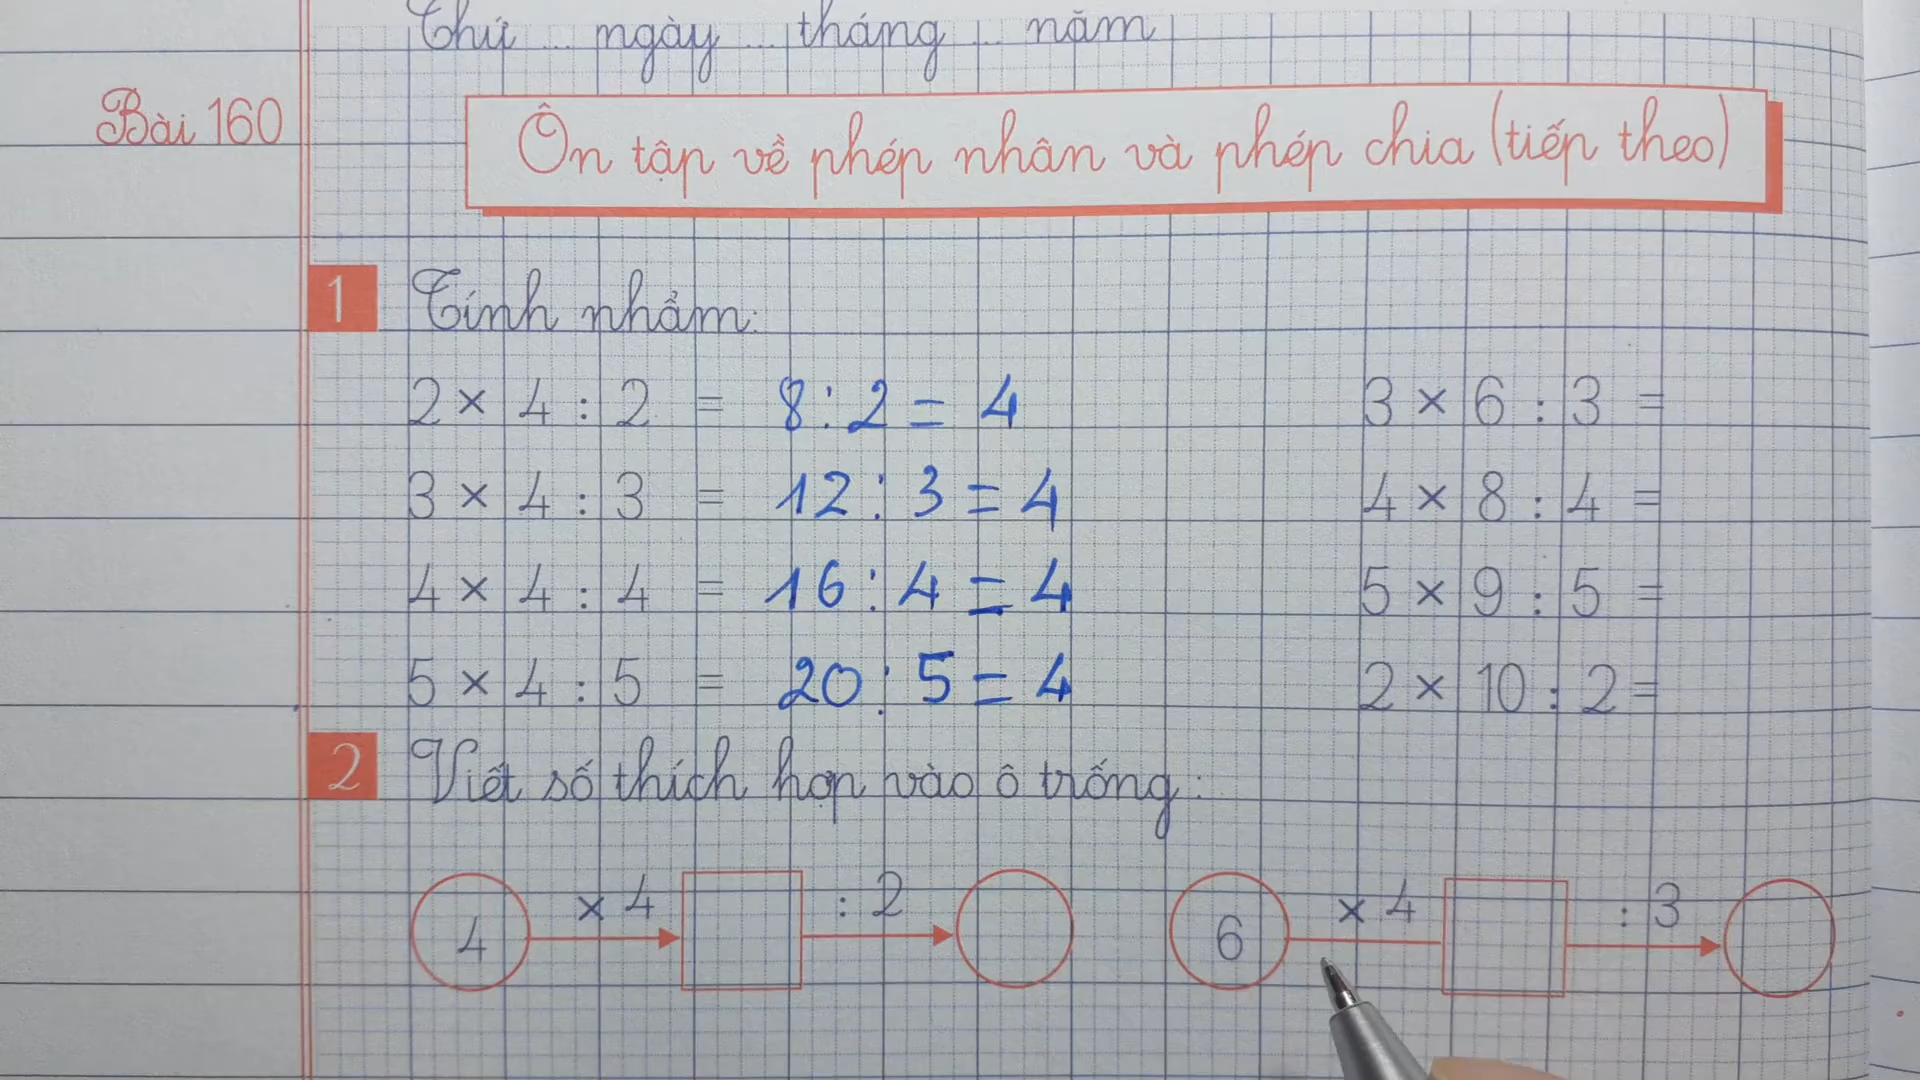 Thứ ... ngày ... tháng ... năm
Bài 160
Ôn tập về phép nhân và phép chia (tiếp theo)
1 Tính nhẩm:
2 × 4 : 2 = 8 : 2 = 4 3 × 6 : 3 =
3 × 4 : 3 = 12 : 3 = 4 4 × 8 : 4 =
4 × 4 : 4 = 16 : 4 = 4 5 × 9 : 5 =
5 × 4 : 5 = 20 : 5 = 4 2 × 10 : 2 =
2 Viết số thích hợp vào ô trống:
4 × 4 : 2 6 × 4 : 3